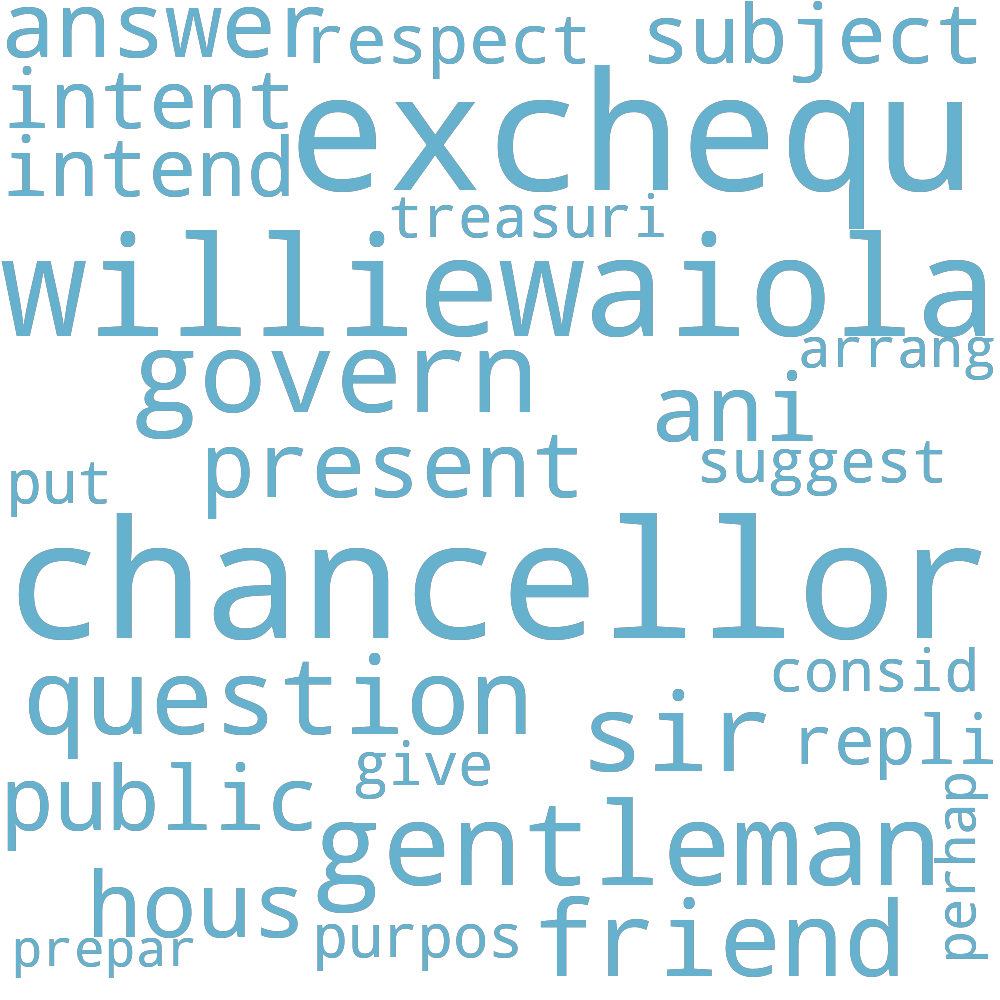 answer respect subject
intent exchequ
intend
treasuri
williewaiola
govern arrang
ani
present suggest
put
chancellor
question consid
sir repli
give
public perhap
gentleman
hous friend
prepar purpos